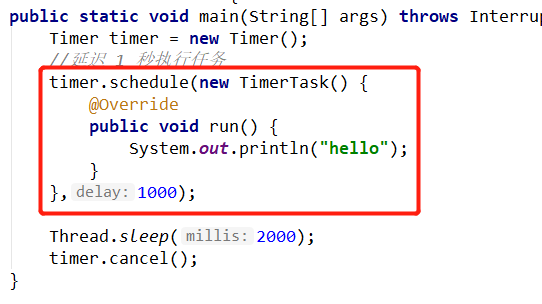 public static void main(String[] args) throws Interrup
Timer timer = new Timer();
//延迟 1 秒执行任务
timer.schedule(new TimerTask() {
@Override
public void run() {
System.out.println("hello");
}
}, delay: 1000);
Thread.sleep( millis: 2000);
timer.cancel();
}